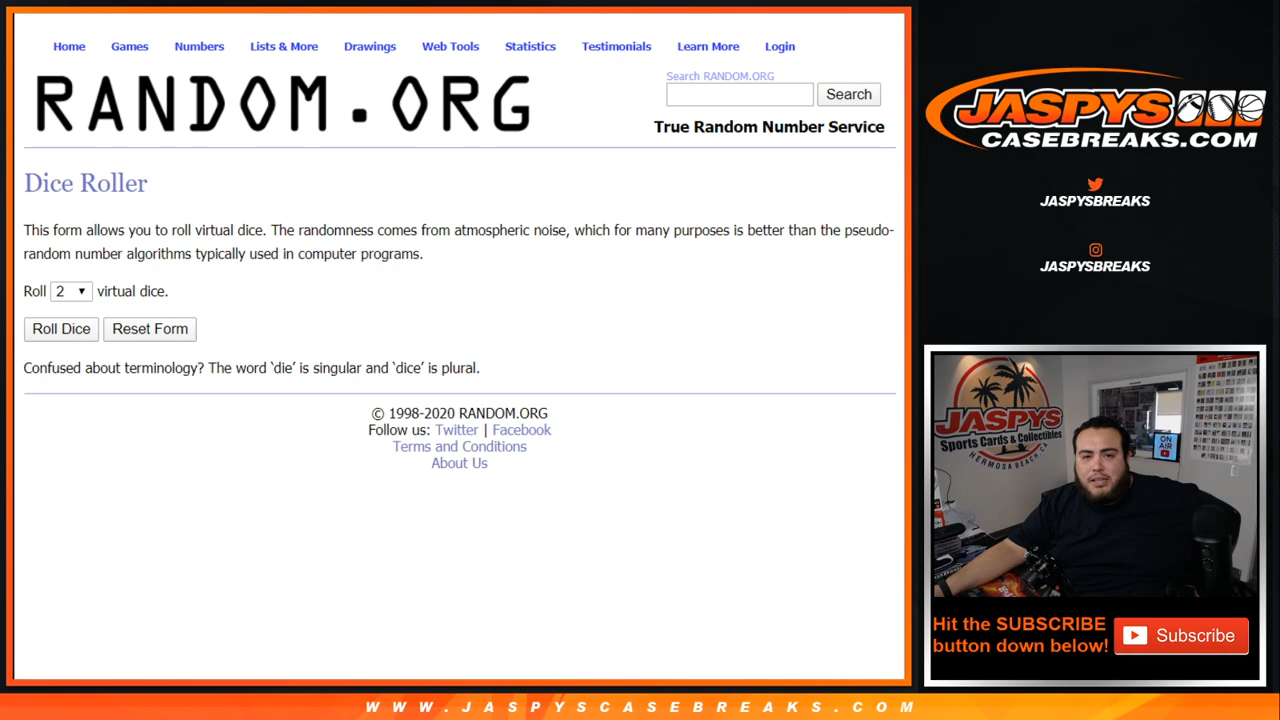 Home Games Numbers Lists & More Drawings Web Tools Statistics Testimonials Learn More Login
RANDOM.ORG
Search RANDOM.ORG
Search
True Random Number Service
Dice Roller
This form allows you to roll virtual dice. The randomness comes from atmospheric noise, which for many purposes is better than the pseudo-
random number algorithms typically used in computer programs.
Roll 2 virtual dice.
Roll Dice Reset Form
Confused about terminology? The word ‘die’ is singular and ‘dice’ is plural.
© 1998-2020 RANDOM.ORG
Follow us: Twitter | Facebook
Terms and Conditions
About Us
JASPYS
CASEBREAKS.COM
JASPYSBREAKS
JASPYSBREAKS
JASPYS
Sports Cards & Collectibles
HERMOSA BEACH, CA
ON
AIR
Hit the SUBSCRIBE
button down below!
Subscribe
WWW.JASPYSCASEBREAKS.COM